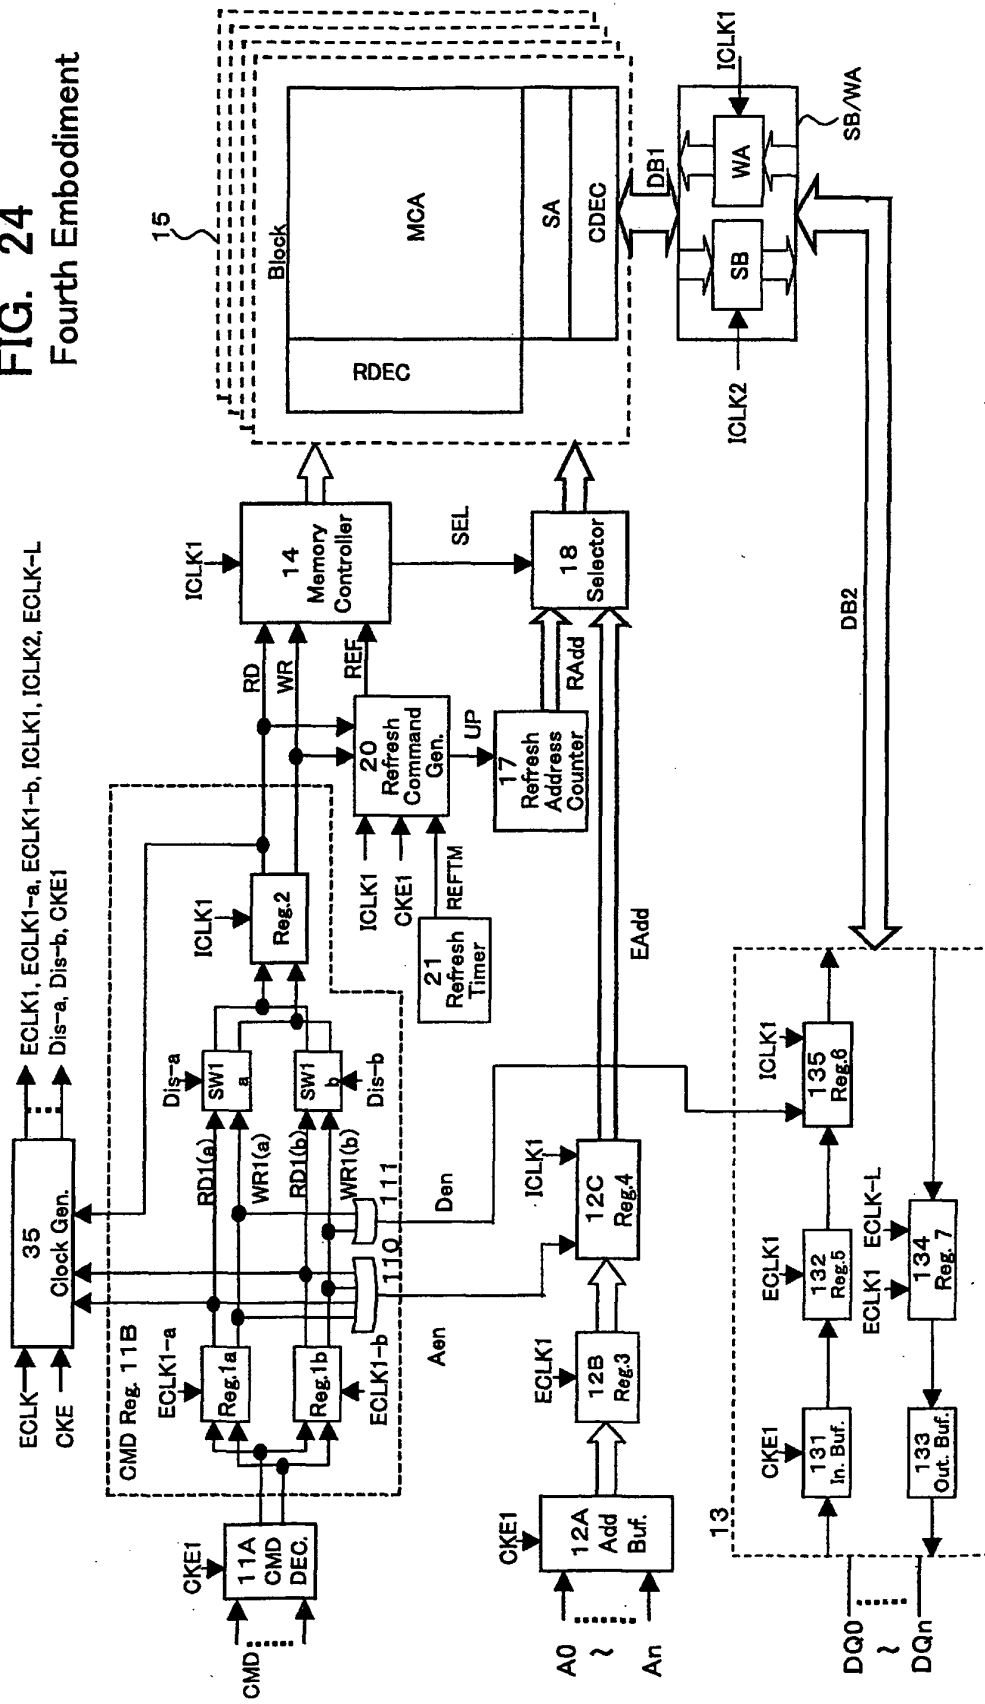 FIG. 24
Fourth Embodiment
ECLK
CKE
35
Clock Gen.
ECLK1, ECLK1-a, ECLK1-b, ICLK1, ICLK2, ECLK-L
Dis-a, Dis-b, CKE1
CMD Reg. 11B
CMD
CKE1
11A
CMD
DEC.
ECLK1-a
Reg.1a
Reg.1b
ECLK1-b
RD1(a)
WR1(a)
RD1(b)
WR1(b)
110
111
Aen
Den
Dis-a
SW1
a
SW1
b
Dis-b
ICLK1
Reg.2
RD
WR
REF
ICLK1
14
Memory
Controller
SEL
ICLK1
CKE1
REFTM
20
Refresh
Command
Gen.
21
Refresh
Timer
UP
17
Refresh
Address
Counter
RAdd
18
Selector
15
Block
MCA
RDEC
SA
CDEC
DB1
ICLK1
WA
SB
ICLK2
SB/WA
A0
~
An
CKE1
12A
Add
Buf.
ECLK1
12B
Reg.3
ICLK1
12C
Reg.4
EAdd
DB2
13
DQ0
~
DQn
CKE1
131
In. Buf.
ECLK1
132
Reg.5
ICLK1
135
Reg.6
133
Out. Buf.
ECLK1
ECLK-L
134
Reg. 7